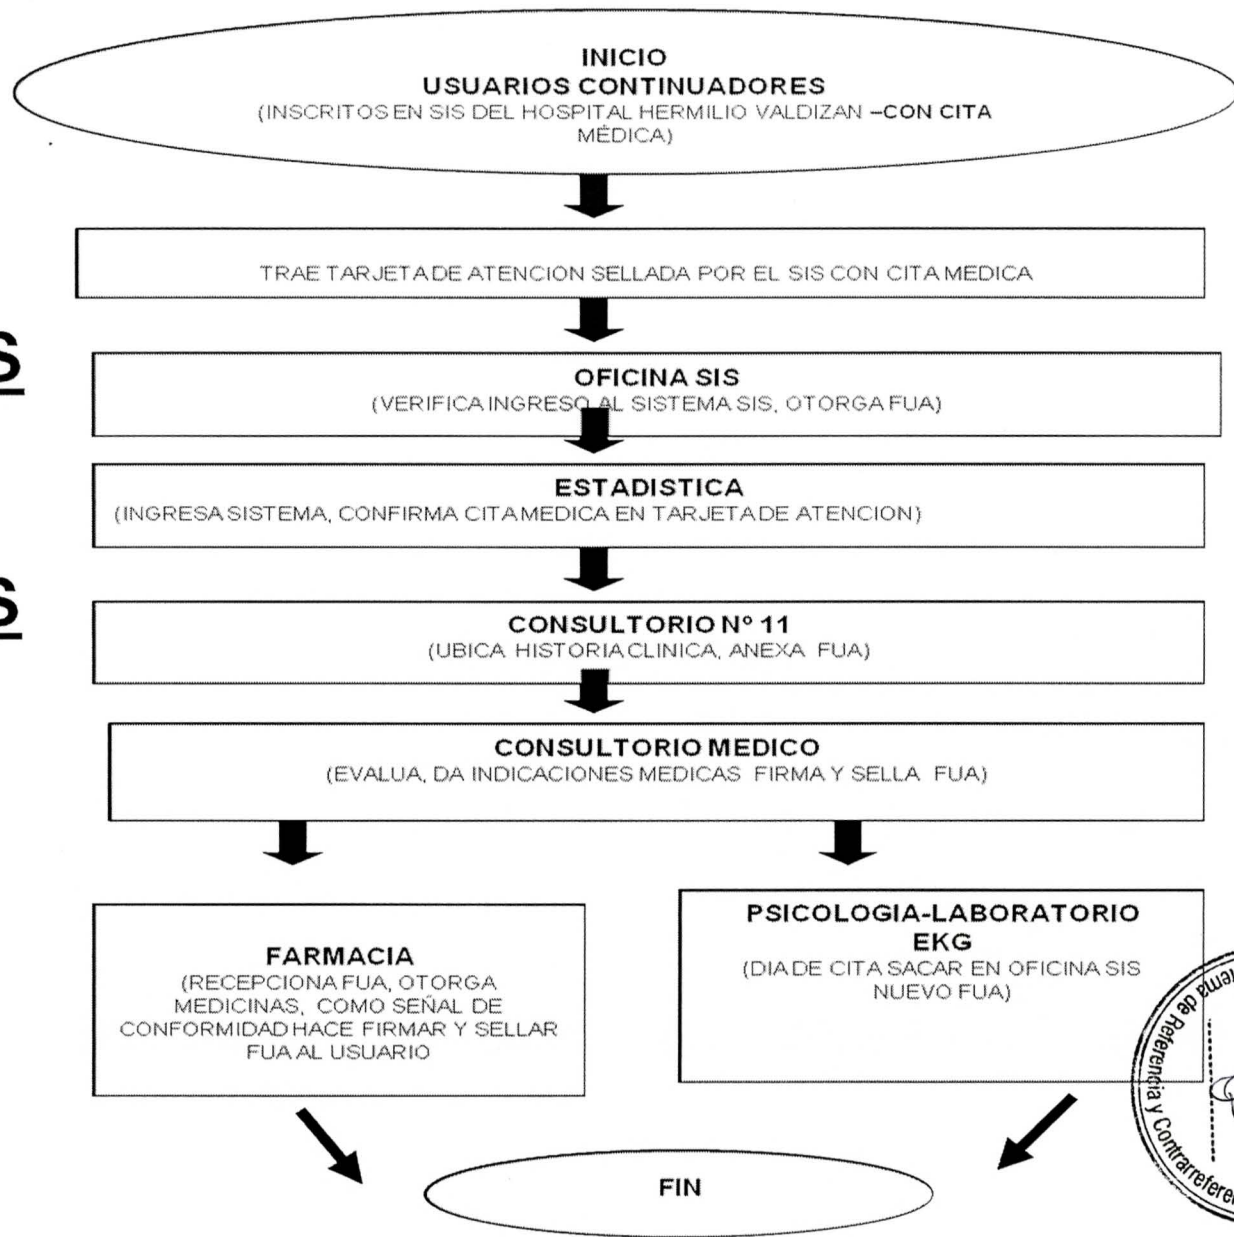 INICIO
USUARIOS CONTINUADORES
(INSCRITOS EN SIS DEL HOSPITAL HERMILIO VALDIZAN –CON CITA
MÉDICA)
TRAE TARJETA DE ATENCION SELLADA POR EL SIS CON CITA MEDICA
S
OFICINA SIS
(VERIFICA INGRESO AL SISTEMA SIS, OTORGA FUA)
ESTADISTICA
(INGRESA SISTEMA, CONFIRMA CITA MEDICA EN TARJETA DE ATENCION)
S
CONSULTORIO Nº 11
(UBICA HISTORIA CLINICA, ANEXA FUA)
CONSULTORIO MEDICO
(EVALUA, DA INDICACIONES MEDICAS FIRMA Y SELLA FUA)
FARMACIA
(RECEPCIONA FUA, OTORGA
MEDICINAS, COMO SEÑAL DE
CONFORMIDAD HACE FIRMAR Y SELLAR
FUA AL USUARIO
PSICOLOGIA-LABORATORIO
EKG
(DIA DE CITA SACAR EN OFICINA SIS
NUEVO FUA)
de Referencia y
FIN